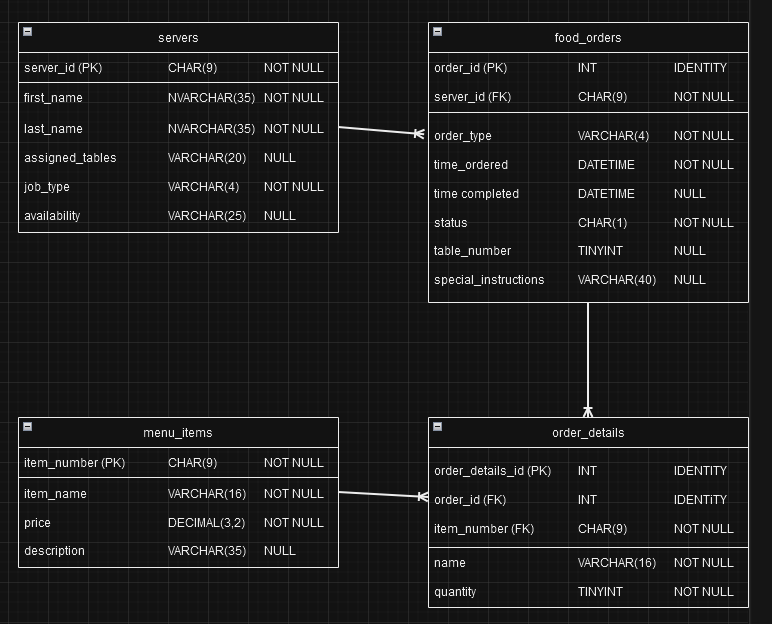 servers
server_id (PK) CHAR(9) NOT NULL
first_name NVARCHAR(35) NOT NULL
last_name NVARCHAR(35) NOT NULL
assigned_tables VARCHAR(20) NULL
job_type VARCHAR(4) NOT NULL
availability VARCHAR(25) NULL
food_orders
order_id (PK) INT IDENTITY
server_id (FK) CHAR(9) NOT NULL
order_type VARCHAR(4) NOT NULL
time_ordered DATETIME NOT NULL
time completed DATETIME NULL
status CHAR(1) NOT NULL
table_number TINYINT NULL
special_instructions VARCHAR(40) NULL
menu_items
item_number (PK) CHAR(9) NOT NULL
item_name VARCHAR(16) NOT NULL
price DECIMAL(3,2) NOT NULL
description VARCHAR(35) NULL
order_details
order_details_id (PK) INT IDENTITY
order_id (FK) INT IDENTiTY
item_number (FK) CHAR(9) NOT NULL
name VARCHAR(16) NOT NULL
quantity TINYINT NOT NULL